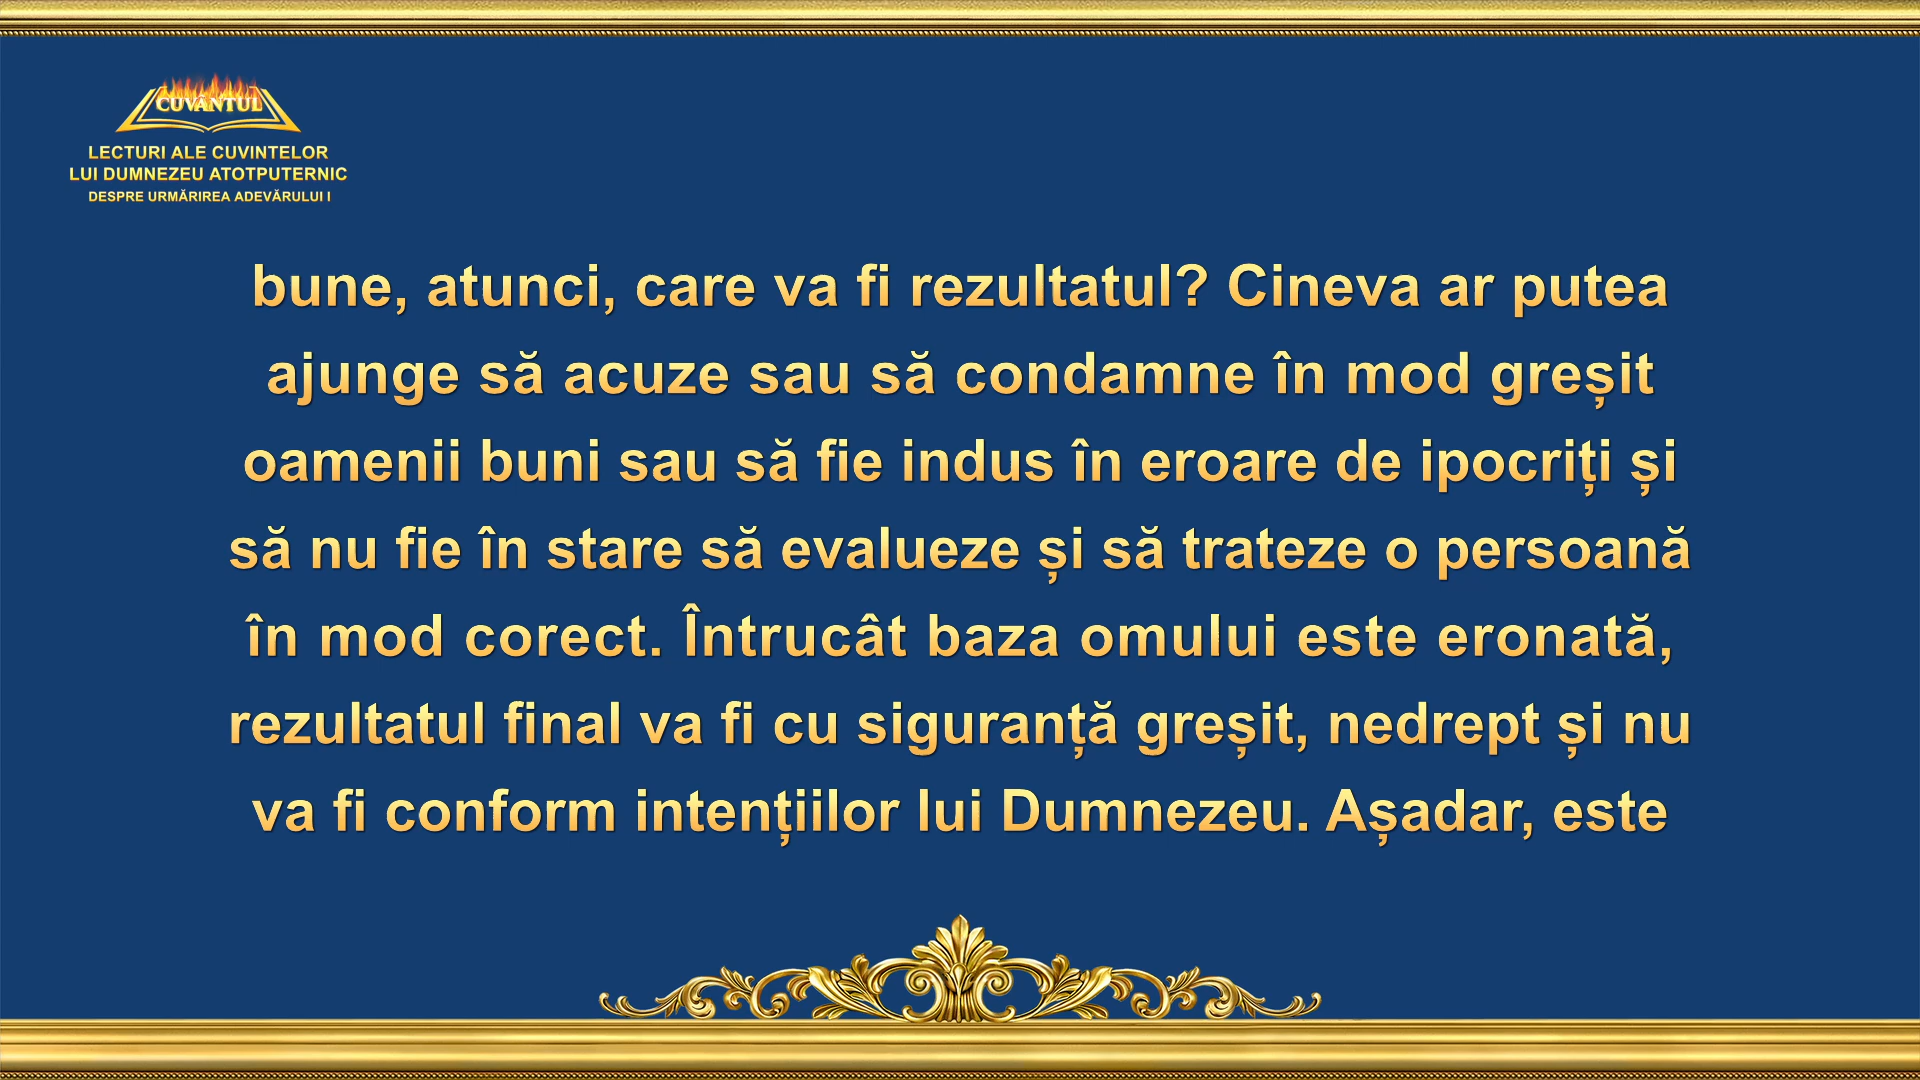 CUVÂNTUL
LECTURI ALE CUVINTELOR
LUI DUMNEZEU ATOTPUTERNIC
DESPRE URMĂRIREA ADEVĂRULUI I
bune, atunci, care va fi rezultatul? Cineva ar putea
ajunge să acuze sau să condamne în mod greșit
oamenii buni sau să fie indus în eroare de ipocriți și
să nu fie în stare să evalueze și să trateze o persoană
în mod corect. Întrucât baza omului este eronată,
rezultatul final va fi cu siguranță greșit, nedrept și nu
va fi conform intențiilor lui Dumnezeu. Așadar, este